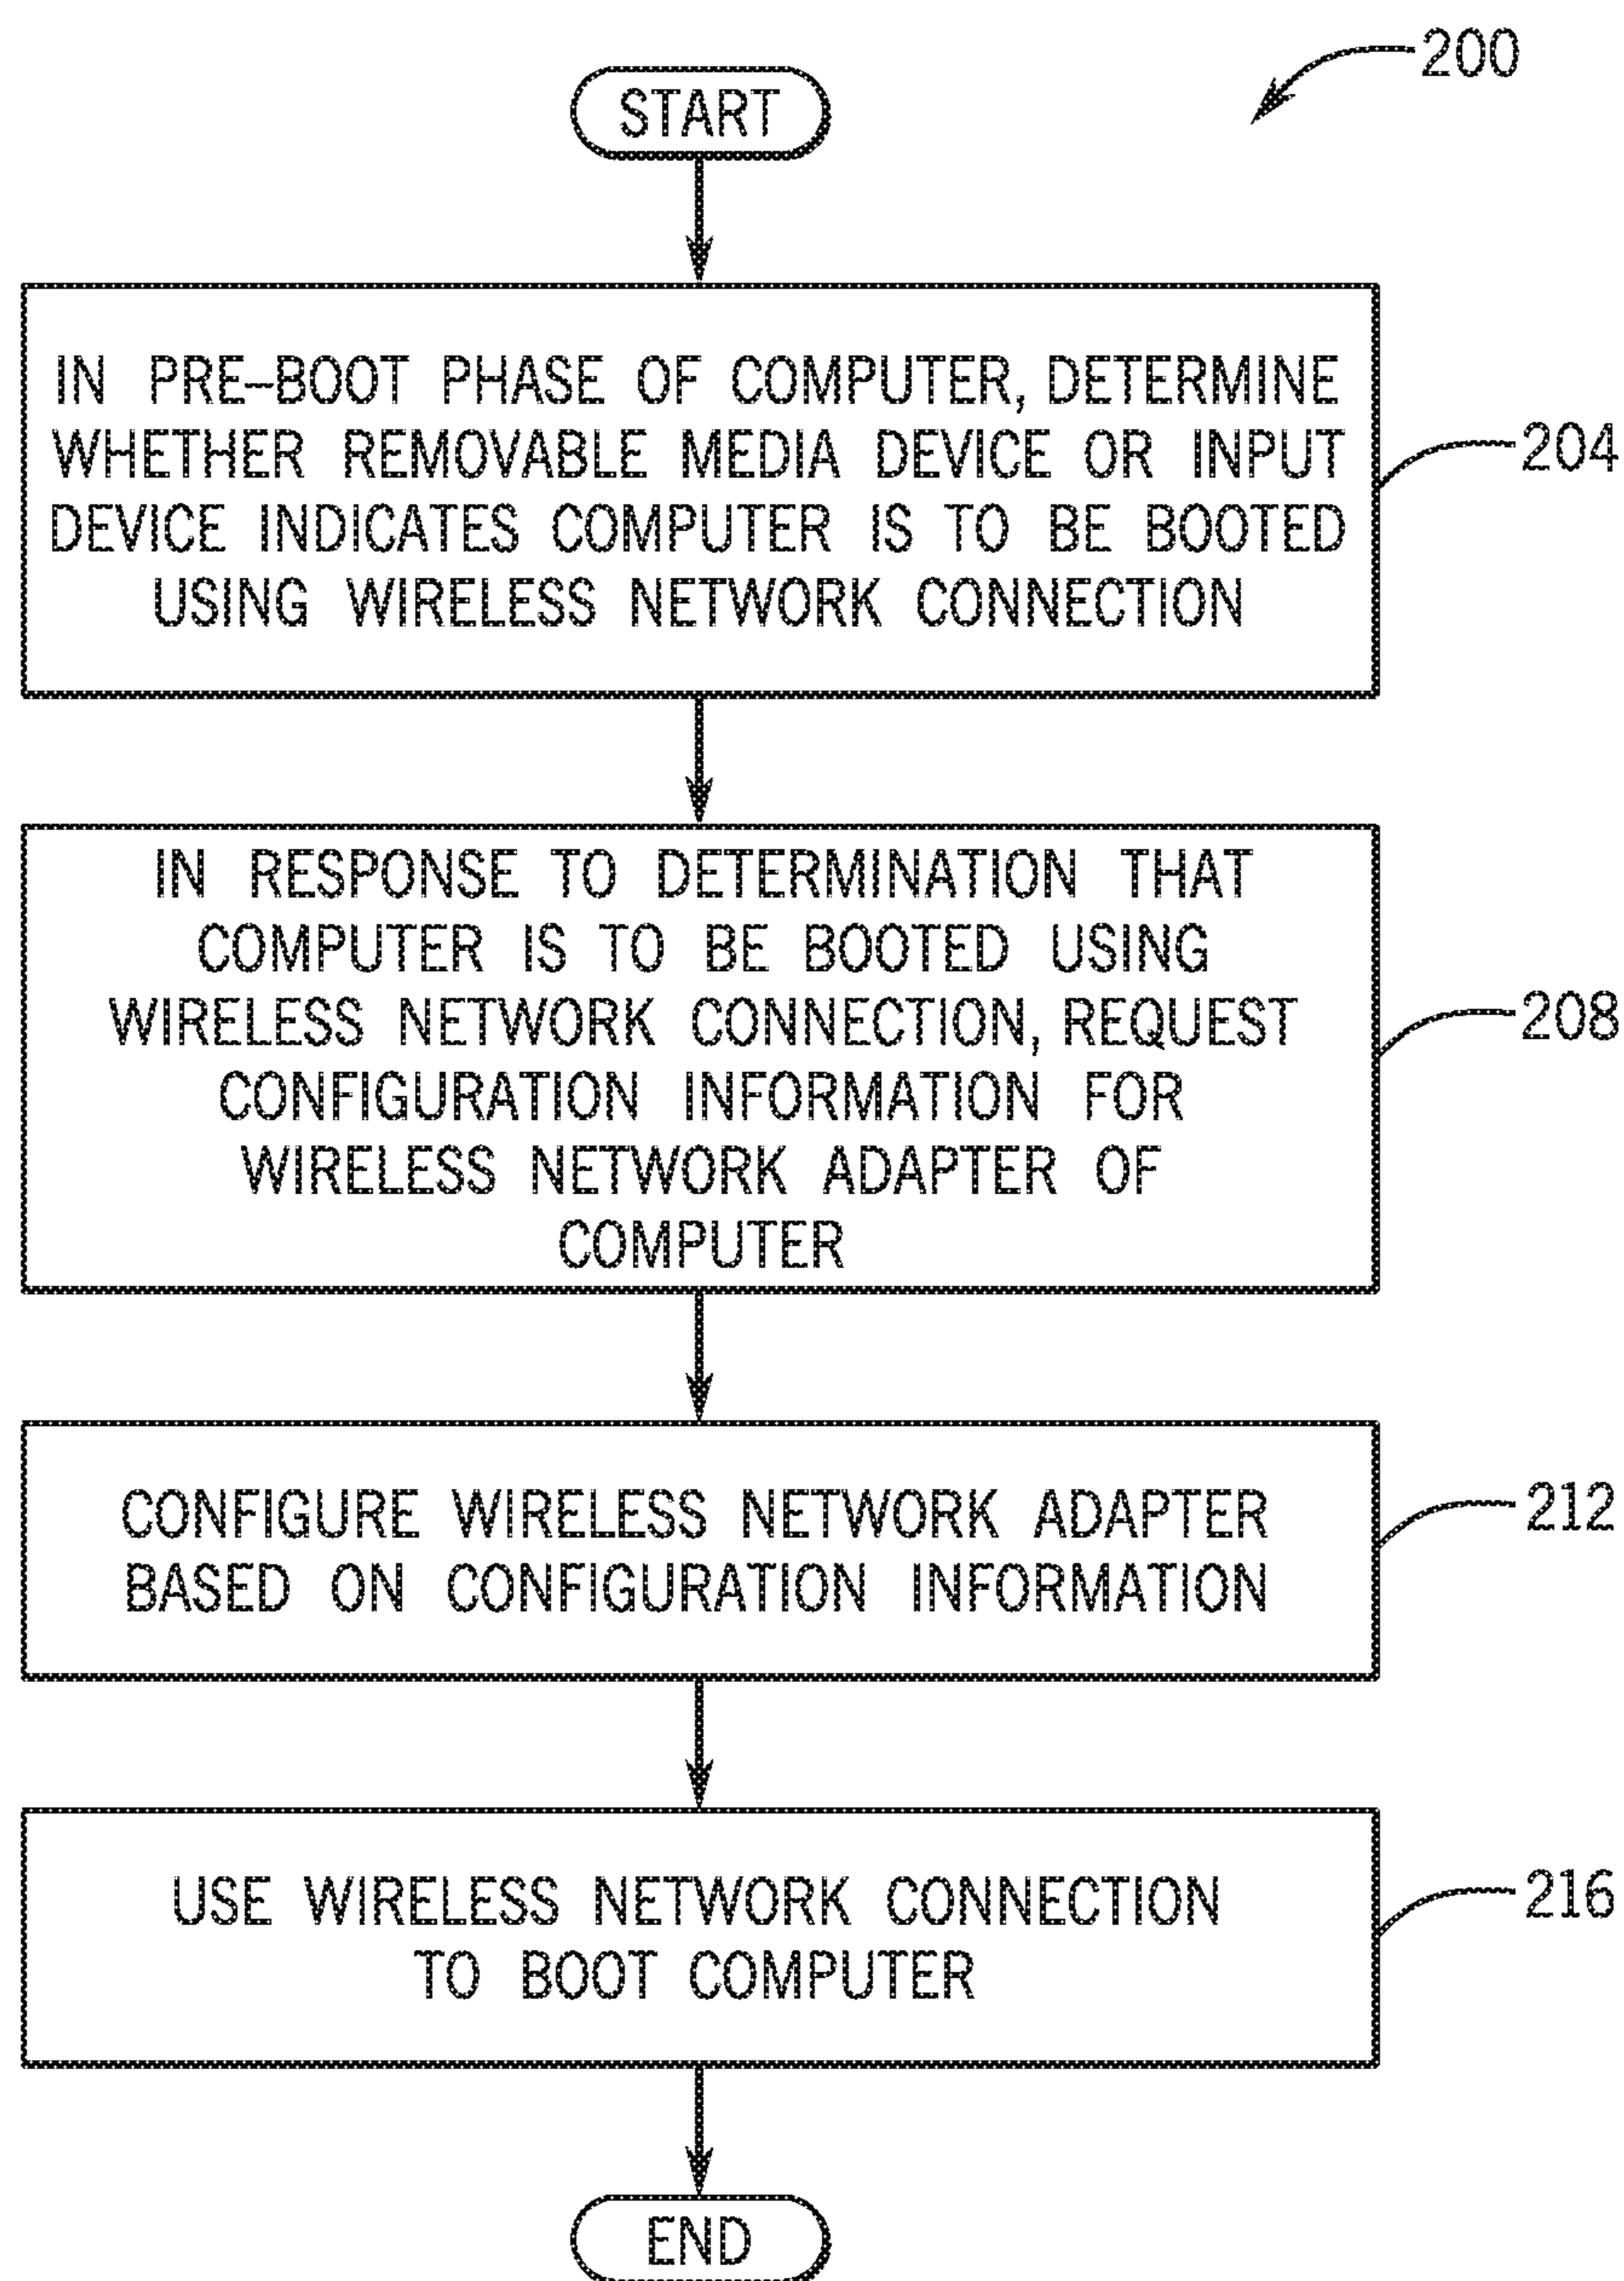 200
START
IN PRE-BOOT PHASE OF COMPUTER, DETERMINE
WHETHER REMOVABLE MEDIA DEVICE OR INPUT
DEVICE INDICATES COMPUTER IS TO BE BOOTED
USING WIRELESS NETWORK CONNECTION
204
IN RESPONSE TO DETERMINATION THAT
COMPUTER IS TO BE BOOTED USING
WIRELESS NETWORK CONNECTION, REQUEST
CONFIGURATION INFORMATION FOR
WIRELESS NETWORK ADAPTER OF
COMPUTER
208
CONFIGURE WIRELESS NETWORK ADAPTER
BASED ON CONFIGURATION INFORMATION
212
USE WIRELESS NETWORK CONNECTION
TO BOOT COMPUTER
216
END